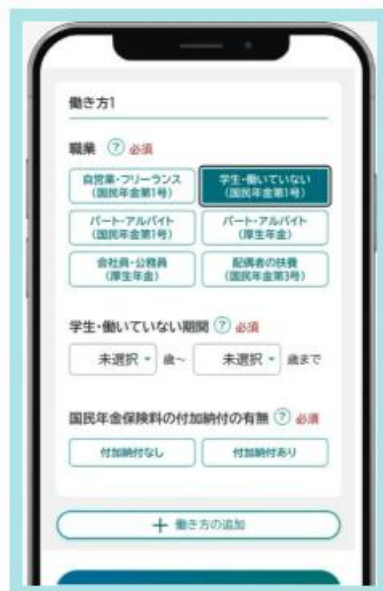 働き方1
職業 ? 必須
自営業・フリーランス
(国民年金第1号)
学生・働いていない
(国民年金第1号)
パート・アルバイト
(国民年金第1号)
パート・アルバイト
(厚生年金)
会社員・公務員
(厚生年金)
配偶者の扶養
(国民年金第3号)
学生・働いていない期間 ? 必須
未選択 歳～ 未選択 歳まで
国民年金保険料の付加納付の有無 ? 必須
付加納付なし 付加納付あり
+ 働き方の追加